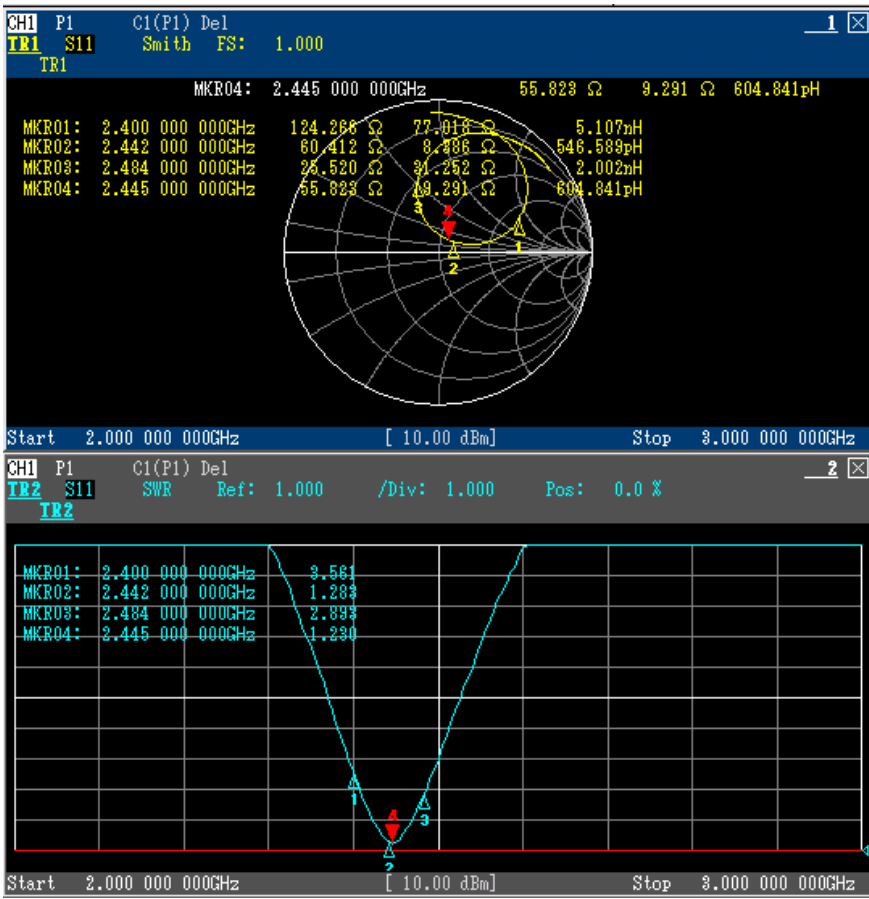 CH1 P1 C1(P1) Del 1
TR1 S11 Smith FS: 1.000
TR1
MKR04: 2.445 000 000GHz 55.823 Ω 9.291 Ω 604.841pH
MKR01: 2.400 000 000GHz 124.266 Ω 77.018 Ω 5.107nH
MKR02: 2.442 000 000GHz 60.412 Ω 8.386 Ω 546.589pH
MKR03: 2.484 000 000GHz 25.520 Ω 31.252 Ω 2.002nH
MKR04: 2.445 000 000GHz 55.823 Ω 9.291 Ω 604.841pH
3
4
1
2
Start 2.000 000 000GHz [ 10.00 dBm] Stop 3.000 000 000GHz
CH1 P1 C1(P1) Del 2
TR2 S11 SWR Ref: 1.000 /Div: 1.000 Pos: 0.0 %
TR2
MKR01: 2.400 000 000GHz 3.561
MKR02: 2.442 000 000GHz 1.283
MKR03: 2.484 000 000GHz 2.893
MKR04: 2.445 000 000GHz 1.230
1
4
3
2
Start 2.000 000 000GHz [ 10.00 dBm] Stop 3.000 000 000GHz